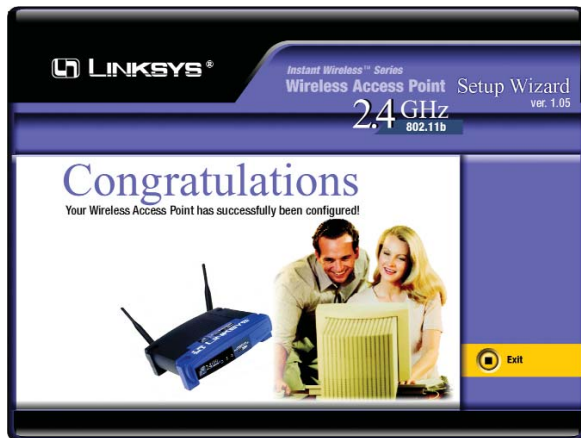 LINKSYS®
Instant Wireless™ Series
Wireless Access Point
Setup Wizard
ver. 1.05
2.4 GHz
802.11b
Congratulations
Your Wireless Access Point has successfully been configured!
LINKSYS
Exit